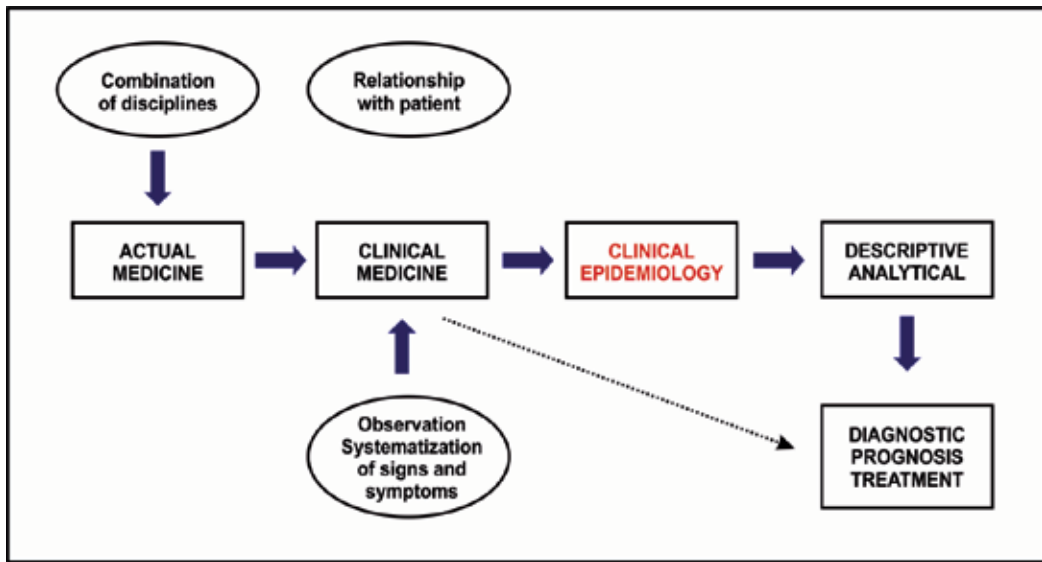 Combination
of disciplines
Relationship
with patient
ACTUAL
MEDICINE
CLINICAL
MEDICINE
CLINICAL
EPIDEMIOLOGY
DESCRIPTIVE
ANALYTICAL
Observation
Systematization
of signs and
symptoms
DIAGNOSTIC
PROGNOSIS
TREATMENT